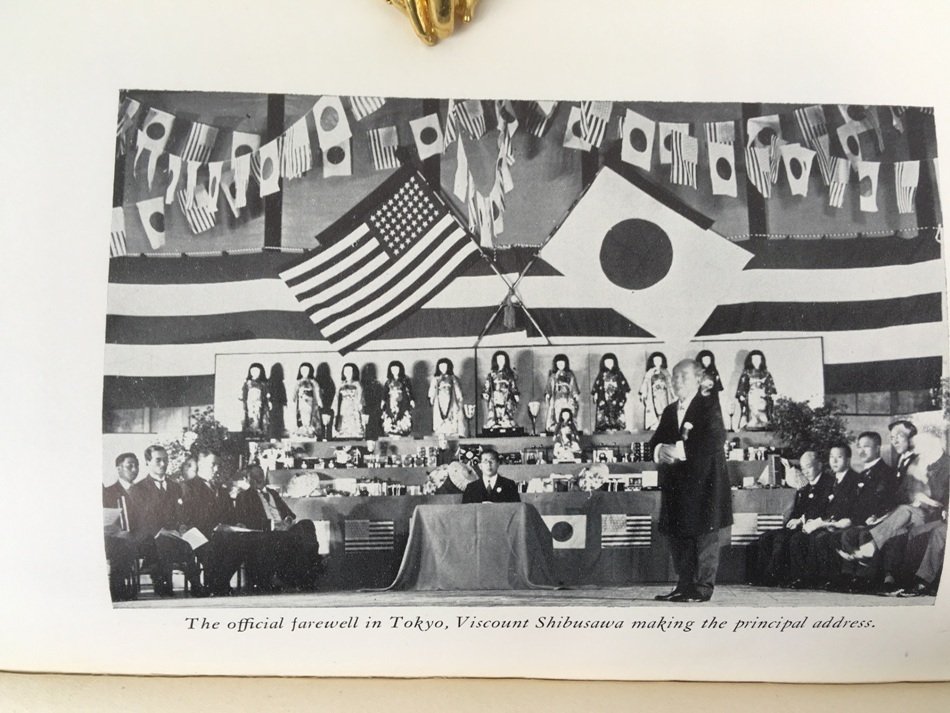 The official farewell in Tokyo, Viscount Shibusawa making the principal address.